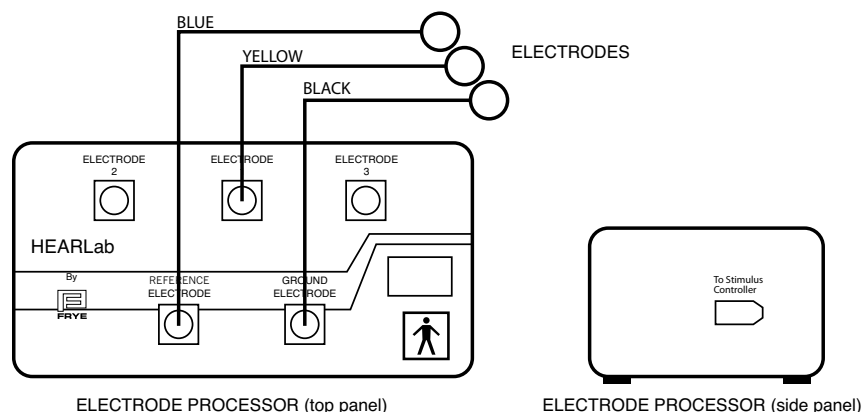 BLUE
YELLOW
BLACK
ELECTRODES
ELECTRODE
2
ELECTRODE
ELECTRODE
3
HEARLab
By
FRYE
REFERENCE
ELECTRODE
GROUND
ELECTRODE
To Stimulus
Controller
ELECTRODE PROCESSOR (top panel)
ELECTRODE PROCESSOR (side panel)